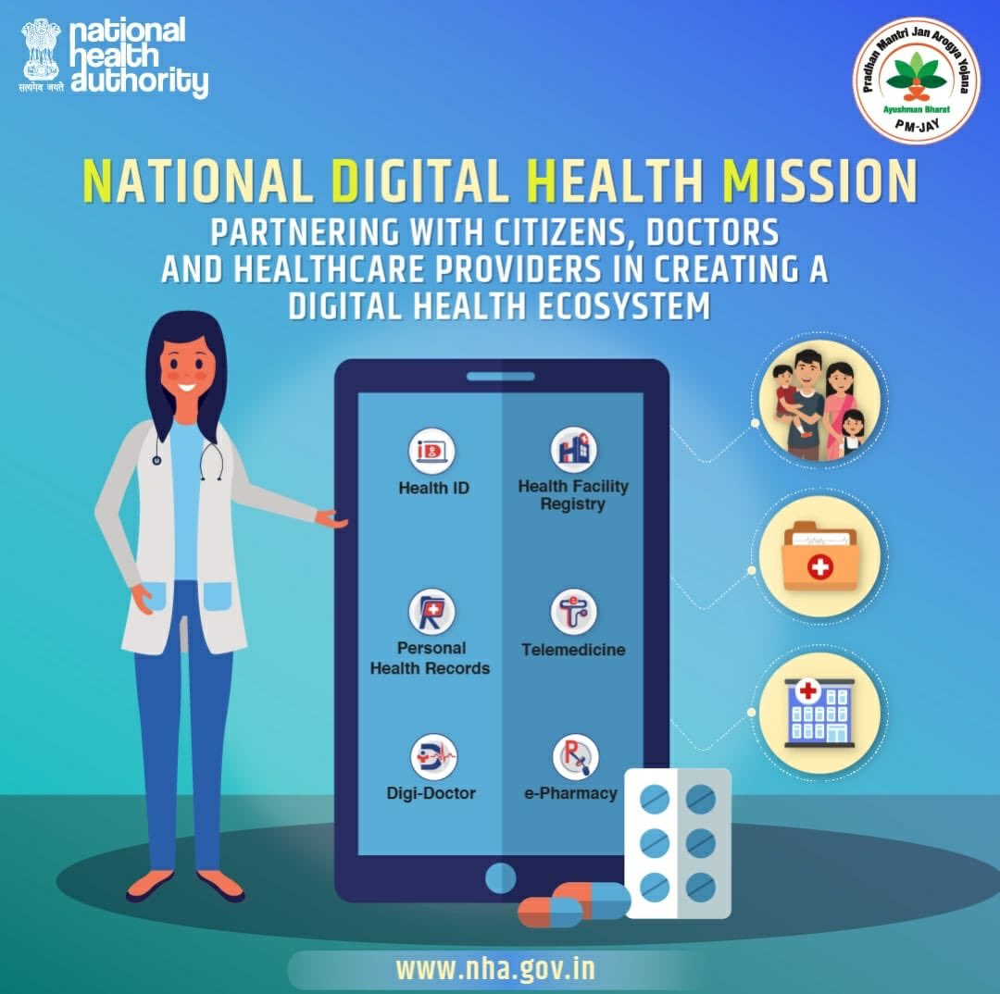 national
health
authority
सत्यमेव जयते
Pradhan Mantri Jan Arogya Yojana
Ayushman Bharat
PM-JAY
NATIONAL DIGITAL HEALTH MISSION
PARTNERING WITH CITIZENS, DOCTORS
AND HEALTHCARE PROVIDERS IN CREATING A
DIGITAL HEALTH ECOSYSTEM
Health ID
Health Facility
Registry
Personal
Health Records
Telemedicine
Digi-Doctor
e-Pharmacy
www.nha.gov.in